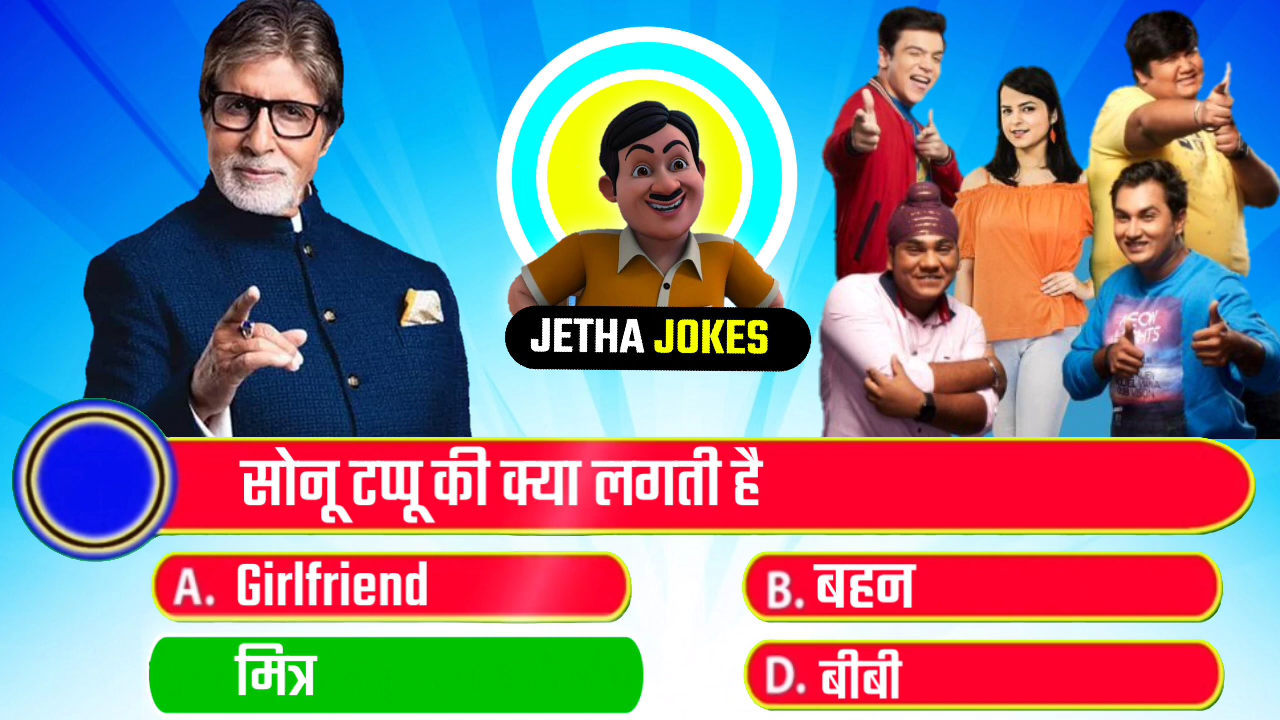 JETHA JOKES
सोनू टप्पू की क्या लगती है
A. Girlfriend
B. बहन
मित्र
D. बीबी